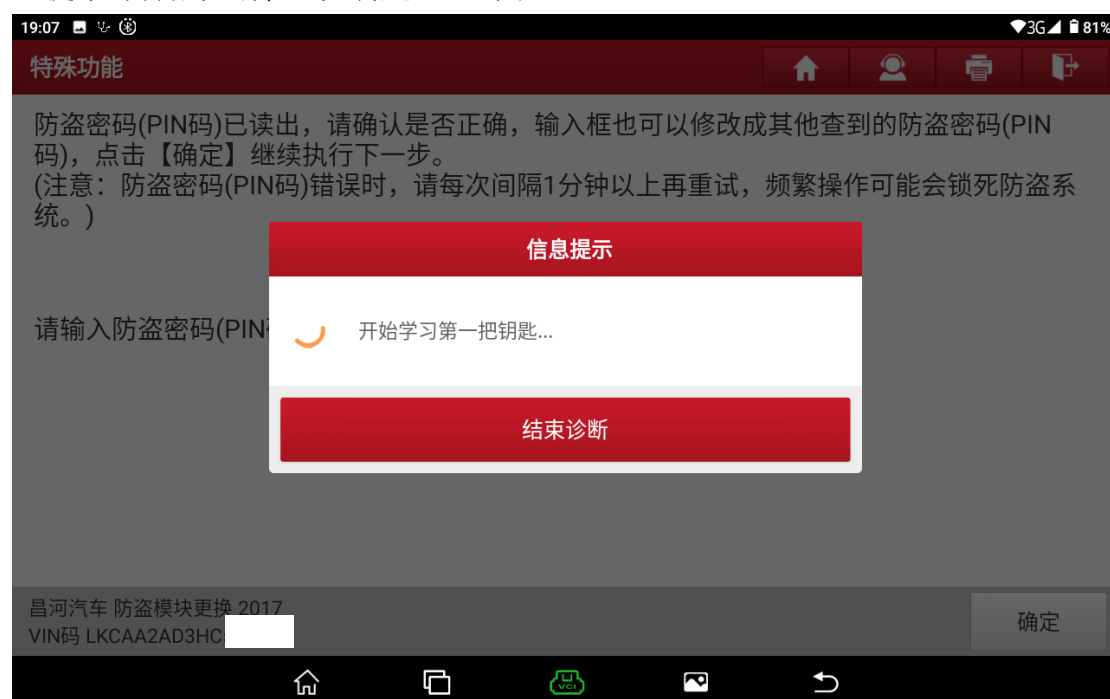 19:07 3G 81%
特殊功能
防盗密码(PIN码)已读出，请确认是否正确，输入框也可以修改成其他查到的防盗密码(PIN
码)，点击【确定】继续执行下一步。
(注意：防盗密码(PIN码)错误时，请每次间隔1分钟以上再重试，频繁操作可能会锁死防盗系
统。)
信息提示
请输入防盗密码(PIN
开始学习第一把钥匙...
结束诊断
昌河汽车 防盗模块更换 2017
VIN码 LKCAA2AD3HC
确定
VCI